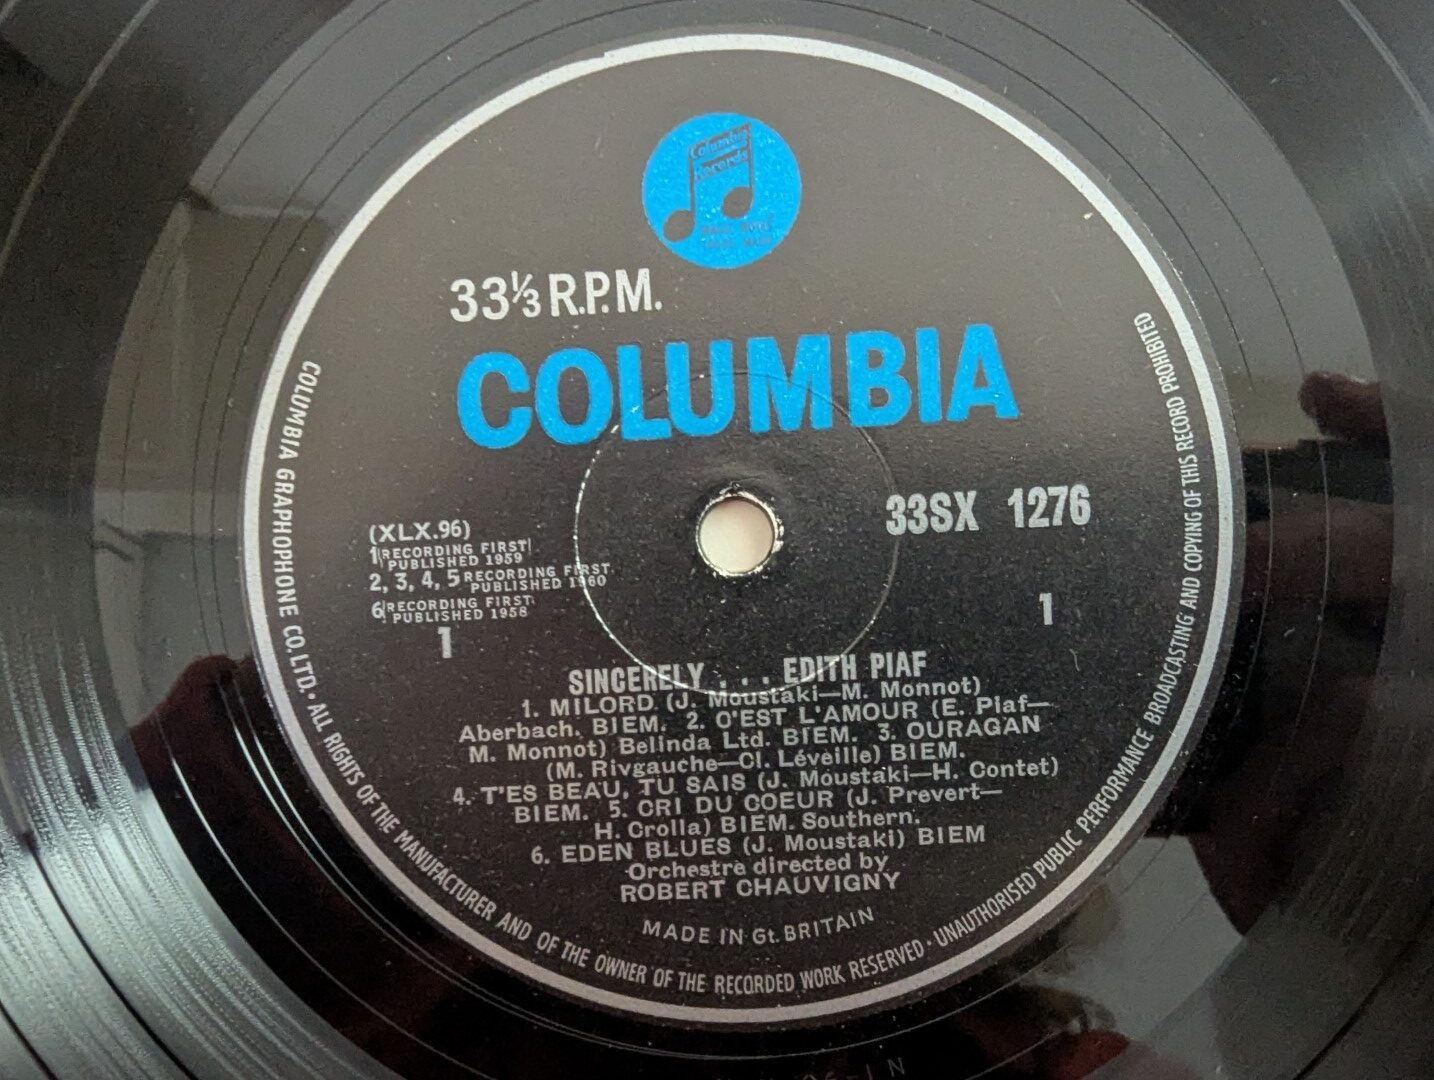 Columbia
Records
33⅓ R.P.M.
COLUMBIA
33SX 1276
(XLX.96)
1 RECORDING FIRST
PUBLISHED 1959
2, 3, 4, 5 RECORDING FIRST
PUBLISHED 1960
6 RECORDING FIRST
PUBLISHED 1958
1
1
SINCERELY . . . EDITH PIAF
1. MILORD (J. Moustaki—M. Monnot)
Aberbach. BIEM. 2. C'EST L'AMOUR (E. Piaf—
M. Monnot) Belinda Ltd. BIEM. 3. OURAGAN
(M. Rivgauche—Cl. Léveille) BIEM.
4. T'ES BEAU, TU SAIS (J. Moustaki—H. Contet)
BIEM. 5. CRI DU COEUR (J. Prevert—
H. Crolla) BIEM. Southern.
6. EDEN BLUES (J. Moustaki) BIEM
Orchestre directed by
ROBERT CHAUVIGNY
MADE IN Gt. BRITAIN
COLUMBIA GRAPHOPHONE CO. LTD. · ALL RIGHTS OF THE MANUFACTURER AND OF THE OWNER OF THE RECORDED WORK RESERVED · UNAUTHORISED PUBLIC PERFORMANCE BROADCASTING AND COPYING OF THIS RECORD PROHIBITED